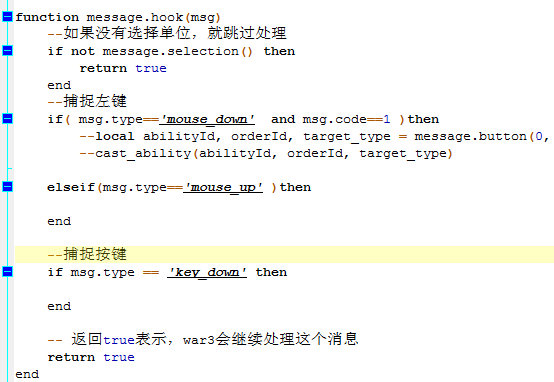 function message.hook(msg)
--如果没有选择单位，就跳过处理
if not message.selection() then
return true
end
--捕捉左键
if( msg.type=='mouse_down'  and msg.code==1 )then
--local abilityId, orderId, target_type = message.button(0,
--cast_ability(abilityId, orderId, target_type)
elseif(msg.type=='mouse_up' )then
end
--捕捉按键
if msg.type == 'key_down' then
end
-- 返回true表示，war3会继续处理这个消息
return true
end